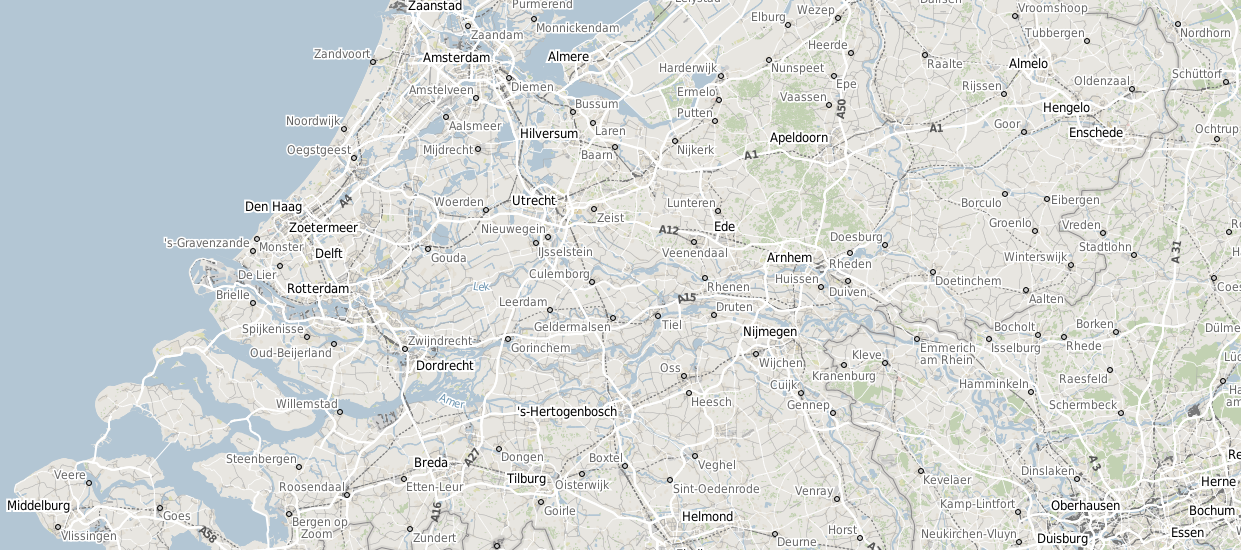 Zaanstad
Purmerend
Lelystad
Elburg
Wezep
Dalfsen
Vroomshoop
Monnickendam
Zaandam
Tubbergen
Nordhorn
Zandvoort
Amsterdam
Almere
Harderwijk
Nunspeet
Heerde
Raalte
Almelo
Schüttorf
Amstelveen
Diemen
Ermelo
Epe
Rijssen
Oldenzaal
Bussum
Vaassen
A50
Hengelo
Noordwijk
Aalsmeer
Hilversum
Laren
Putten
Apeldoorn
A1
Goor
Enschede
Ochtrup
Oegstgeest
Mijdrecht
Baarn
Nijkerk
A1
Den Haag
A4
Woerden
Utrecht
Zeist
Lunteren
Borculo
Eibergen
Zoetermeer
Nieuwegein
A12
Ede
Groenlo
Vreden
's-Gravenzande
Monster
Delft
Gouda
IJsselstein
Veenendaal
Arnhem
Doesburg
Rheden
Winterswijk
Stadtlohn
A 31
De Lier
Culemborg
Huissen
Duiven
Doetinchem
Rotterdam
Lek
Rhenen
Brielle
Leerdam
A15
Druten
Aalten
Spijkenisse
Geldermalsen
Tiel
Nijmegen
Bocholt
Borken
Oud-Beijerland
Zwijndrecht
Gorinchem
Emmerich
am Rhein
Isselburg
Rhede
Dordrecht
Oss
Wijchen
Kleve
Kranenburg
Raesfeld
Willemstad
Amer
's-Hertogenbosch
Heesch
Cuijk
Gennep
Hamminkeln
Schermbeck
Steenbergen
Breda
A27
Dongen
Boxtel
Veghel
A 3
Dinslaken
Veere
Roosendaal
Etten-Leur
Tilburg
Oisterwijk
Sint-Oedenrode
Venray
Kevelaer
Herne
Middelburg
Goes
A58
Bergen op
Zoom
A16
Goirle
Helmond
Kamp-Lintfort
Oberhausen
Bochum
Vlissingen
Zundert
Deurne
Horst
Neukirchen-Vluyn
Duisburg
Essen